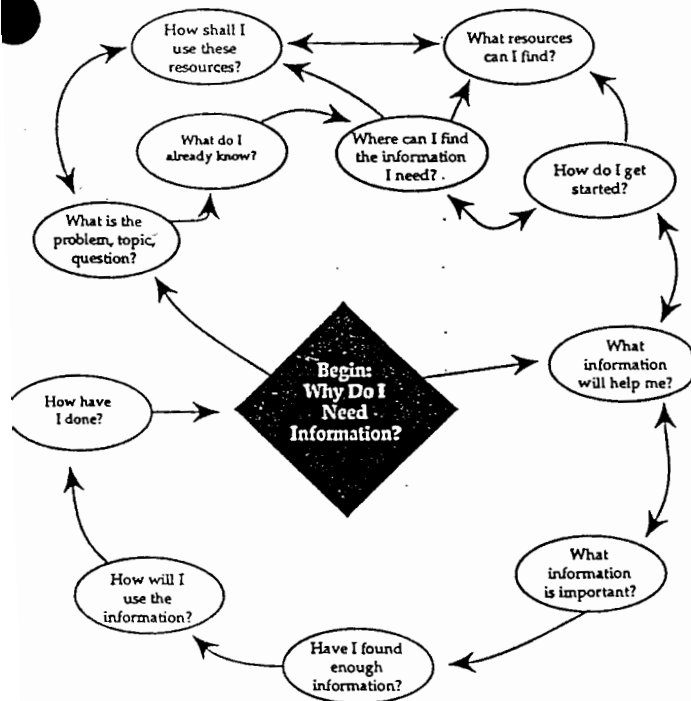 How shall I
use these
resources?
What resources
can I find?
What do I
already know?
Where can I find
the information
I need?
How do I get
started?
What is the
problem, topic,
question?
Begin:
Why Do I
Need
Information?
What
information
will help me?
How have
I done?
What
information
is important?
How will I
use the
information?
Have I found
enough
information?